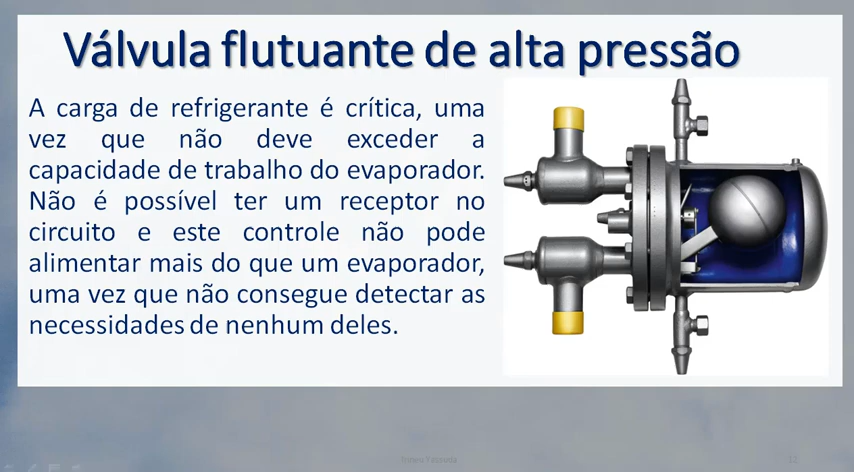 Válvula flutuante de alta pressão
A carga de refrigerante é crítica, uma
vez que não deve exceder a
capacidade de trabalho do evaporador.
Não é possível ter um receptor no
circuito e este controle não pode
alimentar mais do que um evaporador,
uma vez que não consegue detectar as
necessidades de nenhum deles.
12